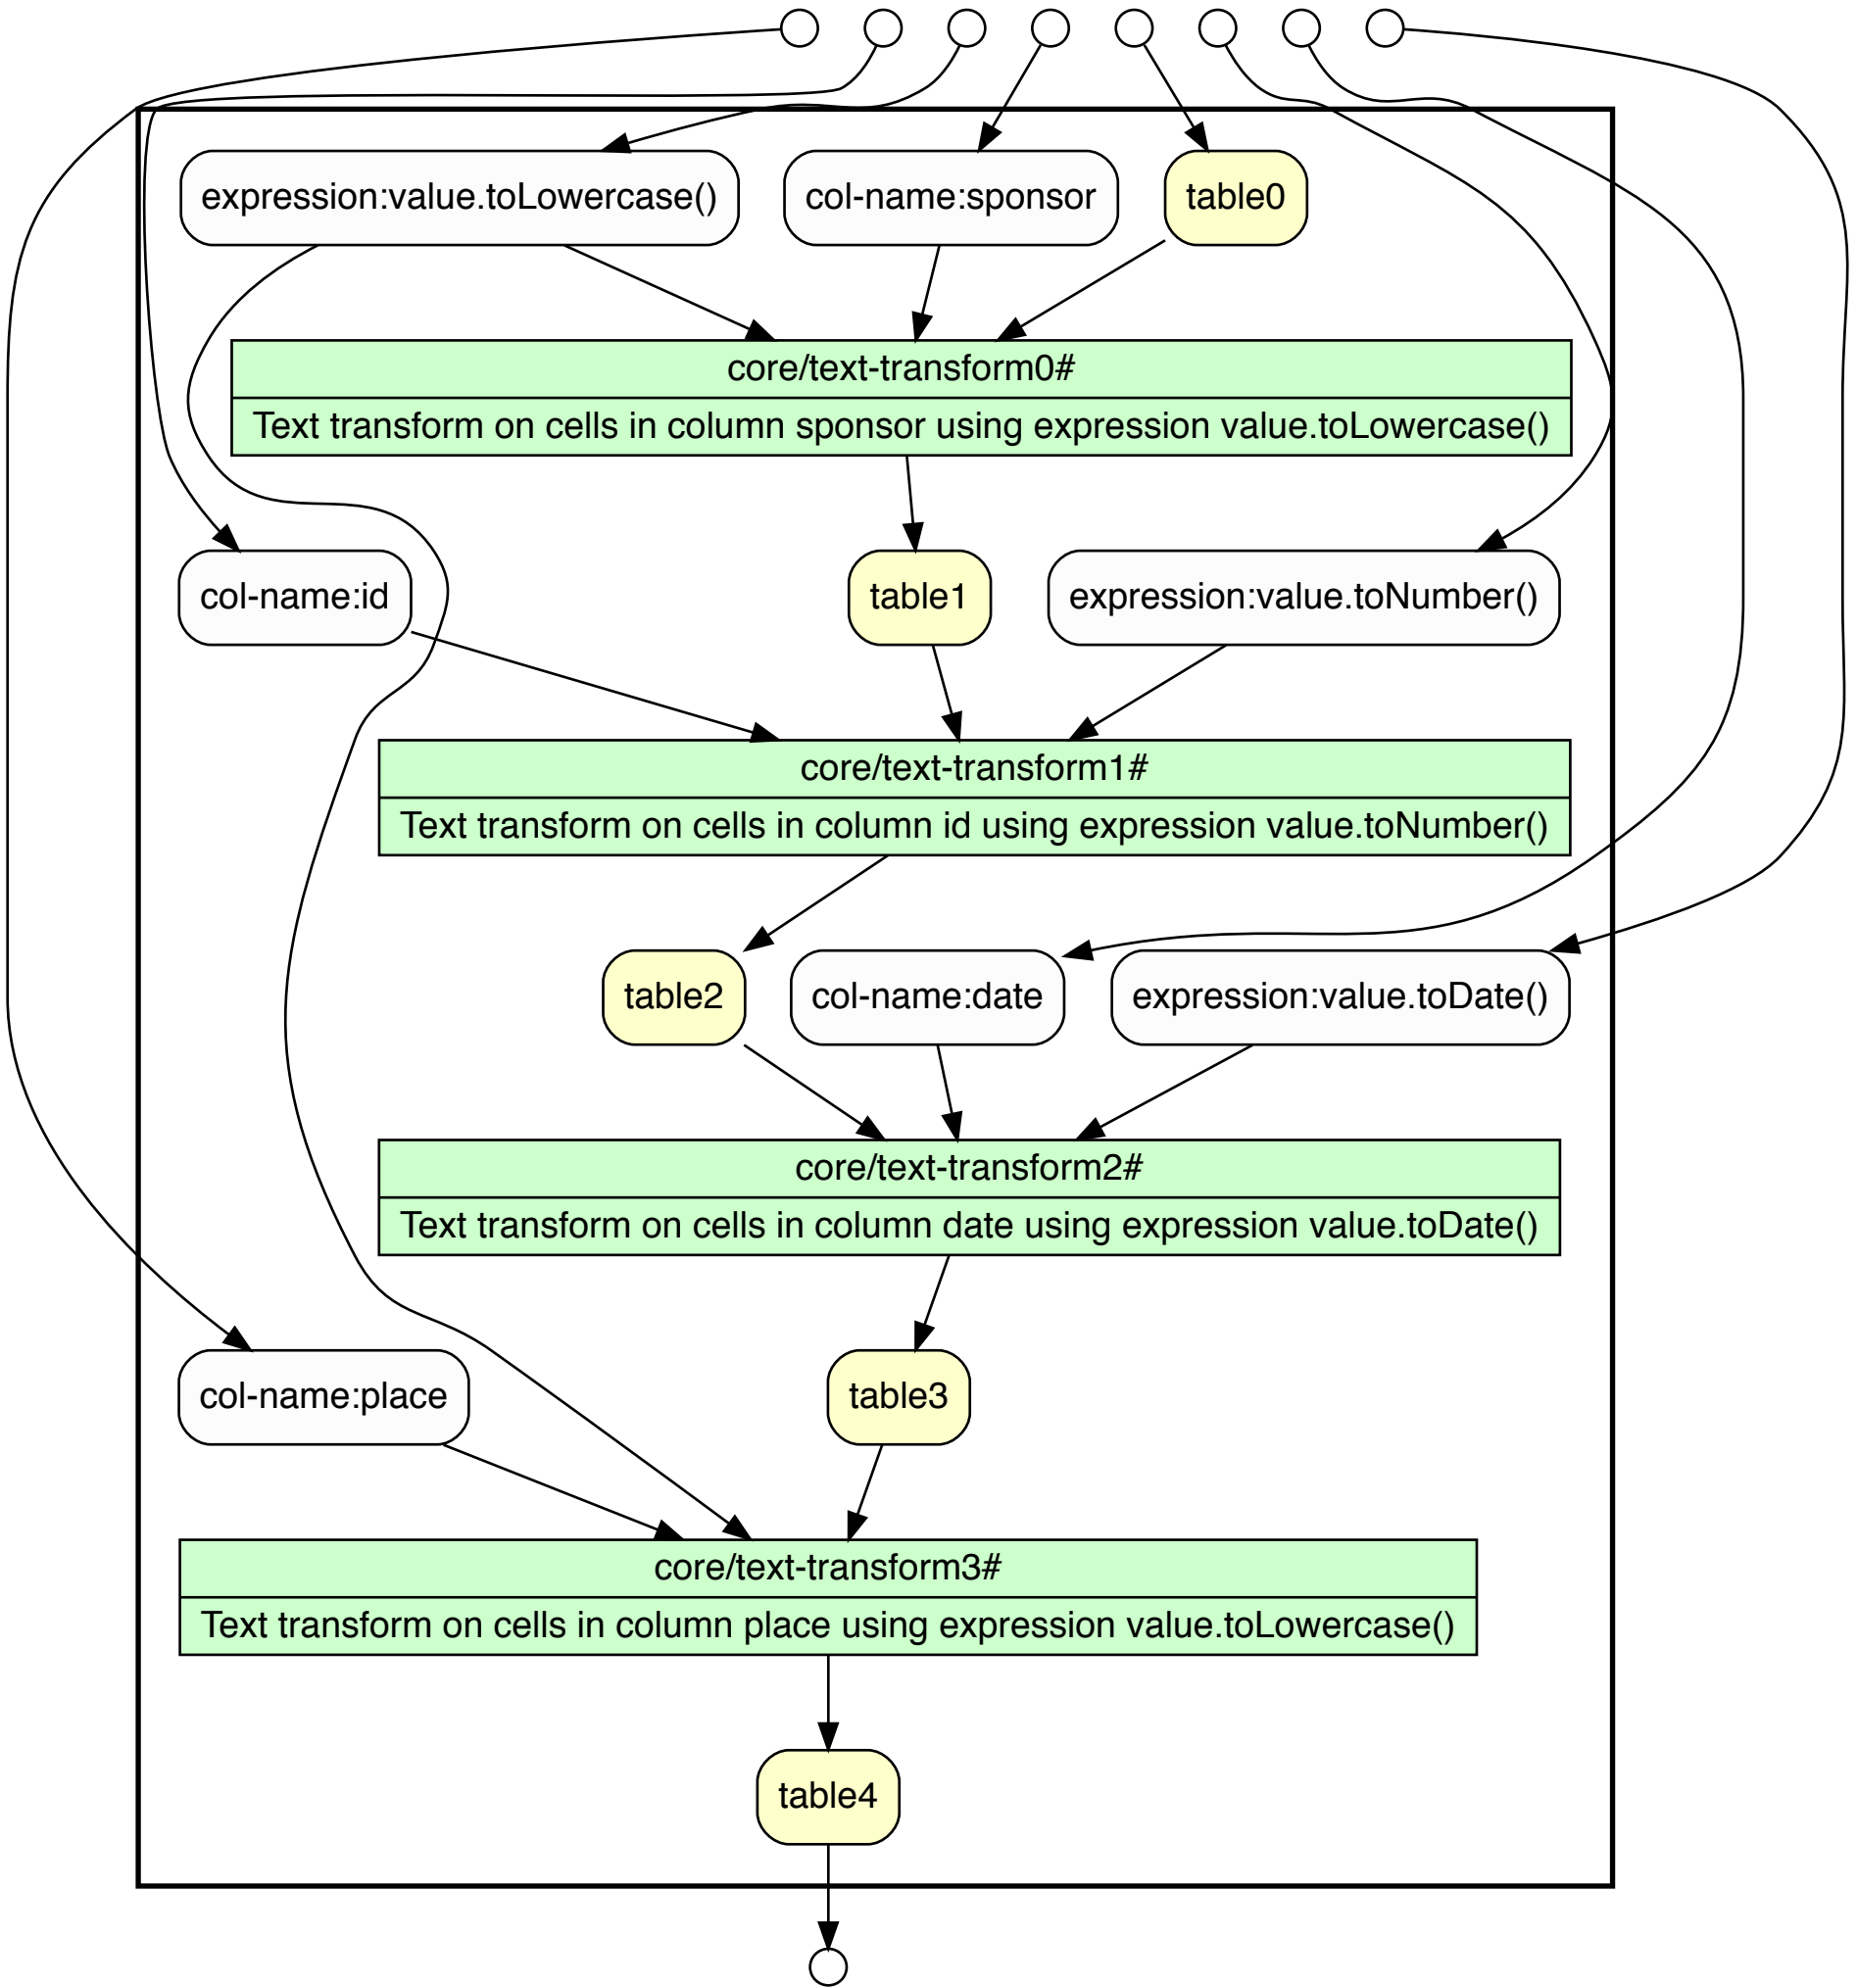 expression:value.toLowercase()
col-name:sponsor
table0
core/text-transform0#
Text transform on cells in column sponsor using expression value.toLowercase()
col-name:id
table1
expression:value.toNumber()
core/text-transform1#
Text transform on cells in column id using expression value.toNumber()
table2
col-name:date
expression:value.toDate()
core/text-transform2#
Text transform on cells in column date using expression value.toDate()
col-name:place
table3
core/text-transform3#
Text transform on cells in column place using expression value.toLowercase()
table4